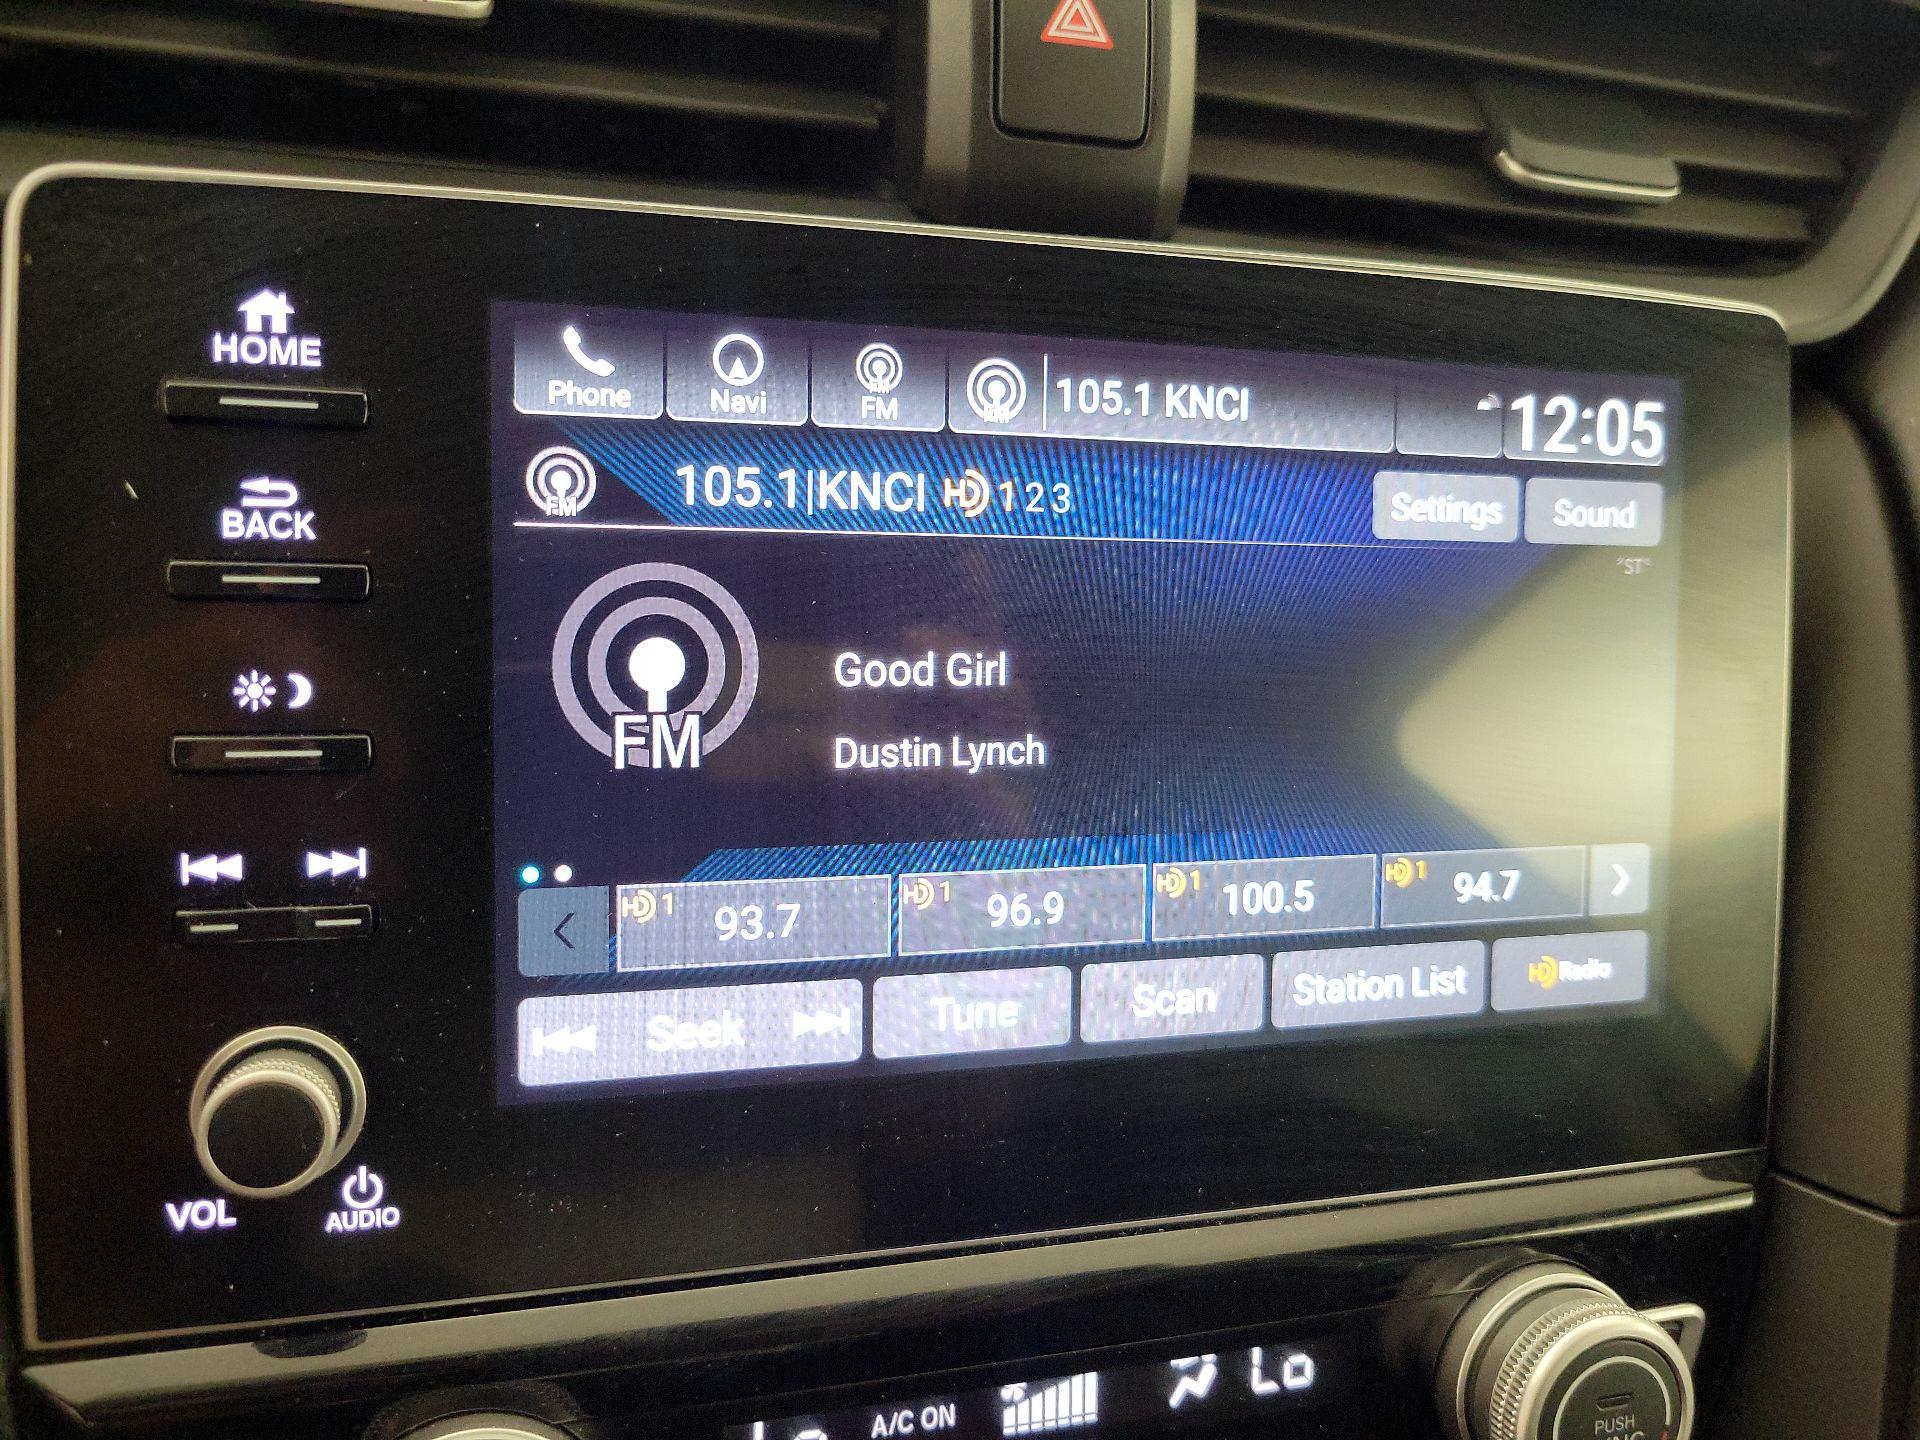 HOME
BACK
VOL
AUDIO
Phone
Navi
FM
FM
FM
105.1 KNCI
12:05
FM
105.1|KNCI HD 1 2 3
Settings
Sound
"ST"
FM
Good Girl
Dustin Lynch
HD 1 93.7
HD 1 96.9
HD 1 100.5
HD 1 94.7
Seek
Tune
Scan
Station List
HD Radio
A/C ON
Lo
PUSH